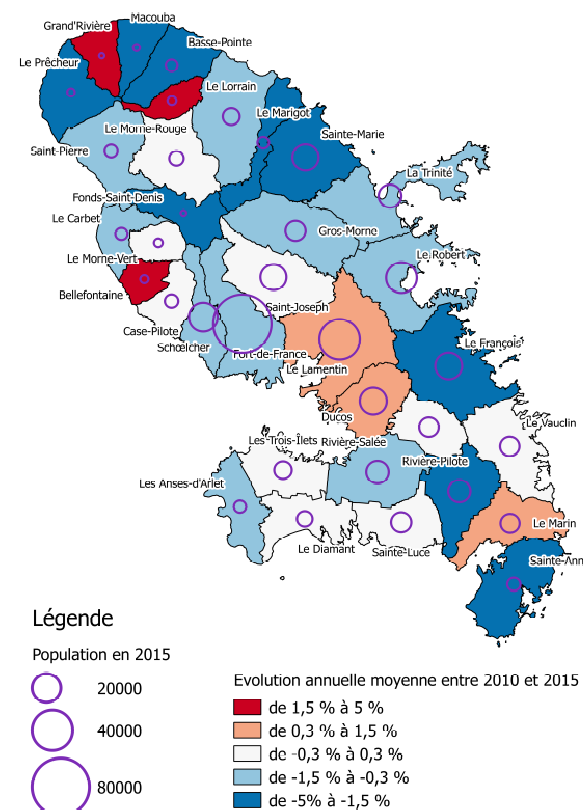 Macouba
Grand'Rivière
Basse-Pointe
Le Prêcheur
Le Lorrain
Le Marigot
Le Morne-Rouge
Sainte-Marie
Saint-Pierre
La Trinité
Fonds-Saint-Denis
Le Carbet
Gros-Morne
Le Robert
Le Morne-Vert
Bellefontaine
Saint-Joseph
Case-Pilote
Schœlcher
Fort-de-France
Le François
Le Lamentin
Ducos
Le Vauclin
Les Trois-Îlets
Rivière-Salée
Rivière-Pilote
Les Anses-d'Arlet
Le Marin
Le Diamant
Sainte-Luce
Sainte-Ann
Légende
Population en 2015
20000
40000
80000
Evolution annuelle moyenne entre 2010 et 2015
de 1,5 % à 5 %
de 0,3 % à 1,5 %
de -0,3 % à 0,3 %
de -1,5 % à -0,3 %
de -5% à -1,5 %